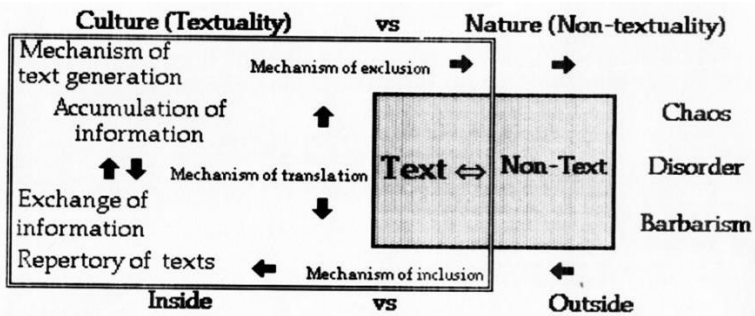 Culture (Textuality) vs Nature (Non-textuality)
Mechanism of
text generation
Mechanism of exclusion
Accumulation of
information
Chaos
Mechanism of translation
Text ⇔ Non-Text
Disorder
Exchange of
information
Barbarism
Repertory of texts
Mechanism of inclusion
Inside vs Outside